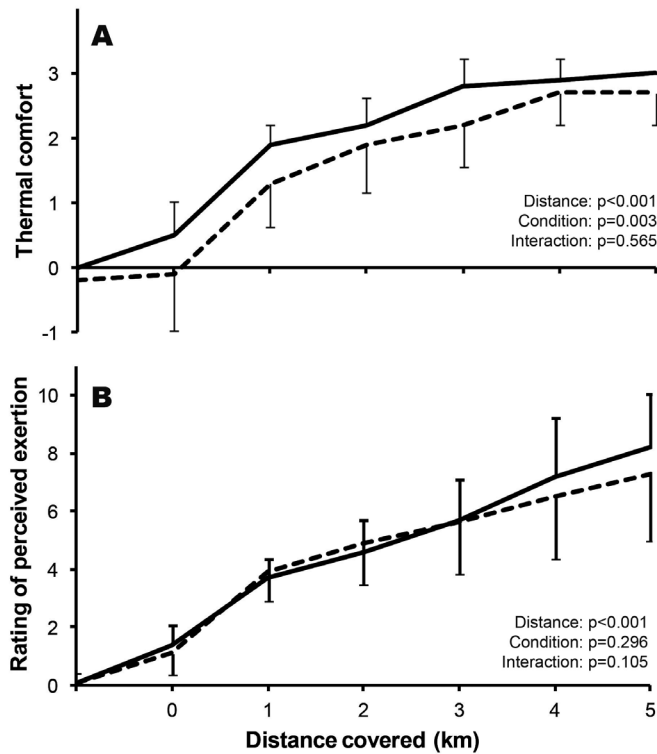 A
Thermal comfort
3
2
1
0
-1
Distance: p<0.001
Condition: p=0.003
Interaction: p=0.565
B
Rating of perceived exertion
10
8
6
4
2
0
Distance: p<0.001
Condition: p=0.296
Interaction: p=0.105
0 1 2 3 4 5
Distance covered (km)